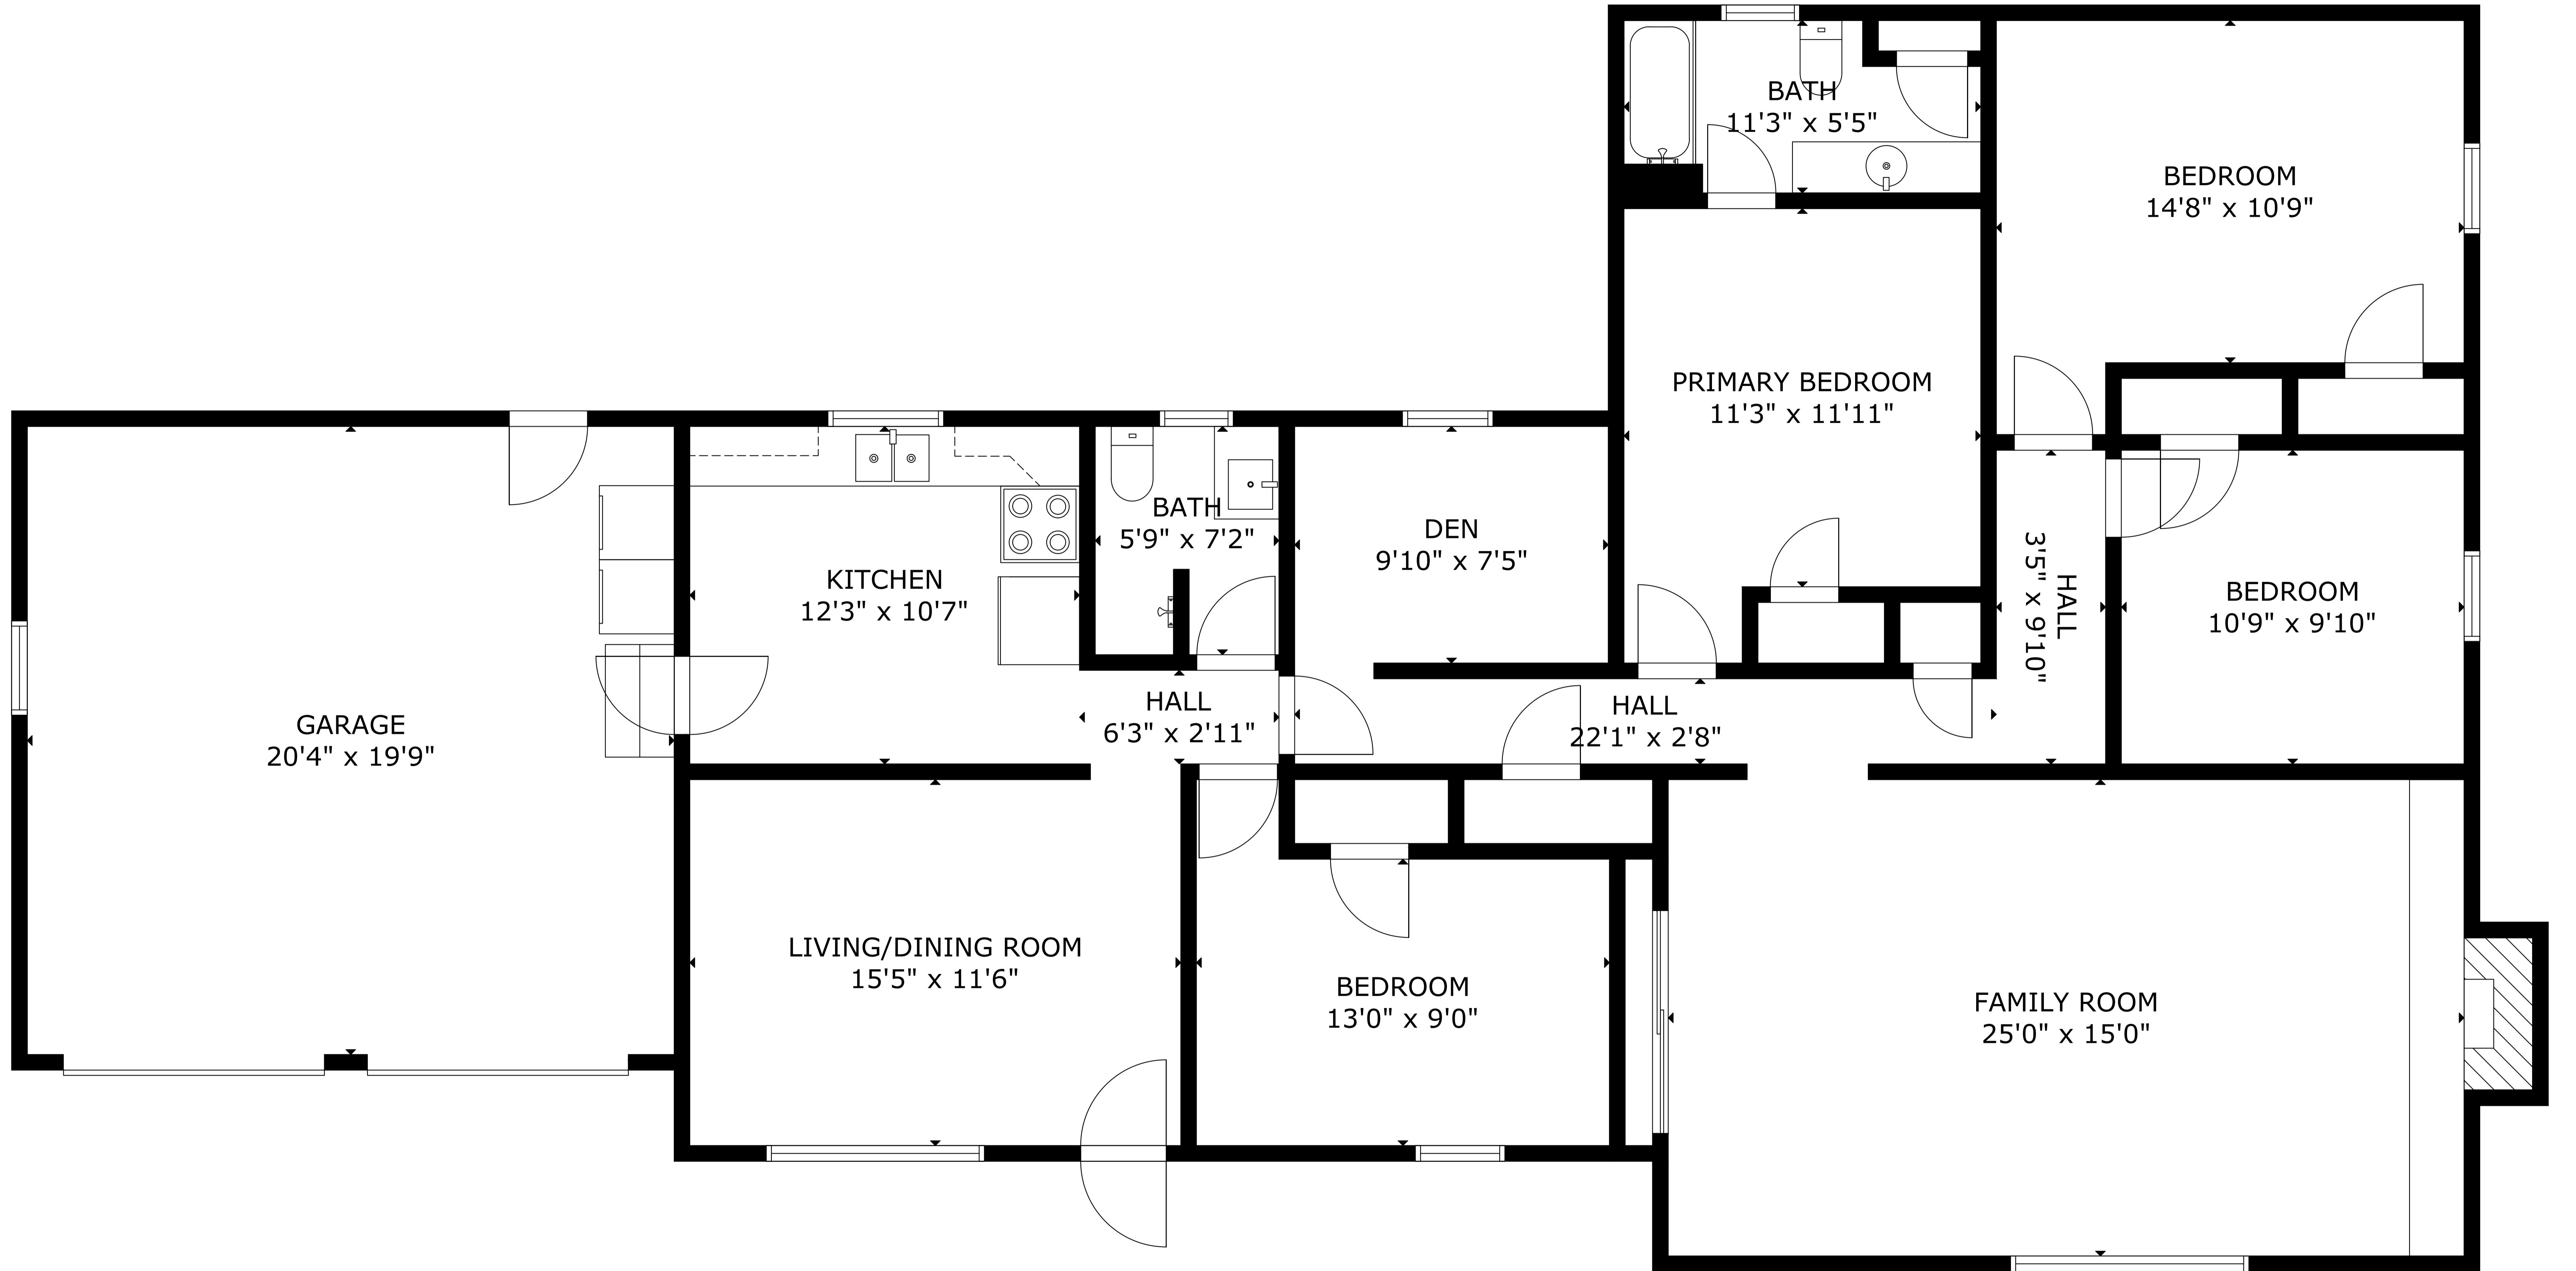 BATH
11'3" x 5'5"
BEDROOM
14'8" x 10'9"
PRIMARY BEDROOM
11'3" x 11'11"
BATH
5'9" x 7'2"
DEN
9'10" x 7'5"
KITCHEN
12'3" x 10'7"
HALL
3'5" x 9'10"
BEDROOM
10'9" x 9'10"
GARAGE
20'4" x 19'9"
HALL
6'3" x 2'11"
HALL
22'1" x 2'8"
LIVING/DINING ROOM
15'5" x 11'6"
BEDROOM
13'0" x 9'0"
FAMILY ROOM
25'0" x 15'0"